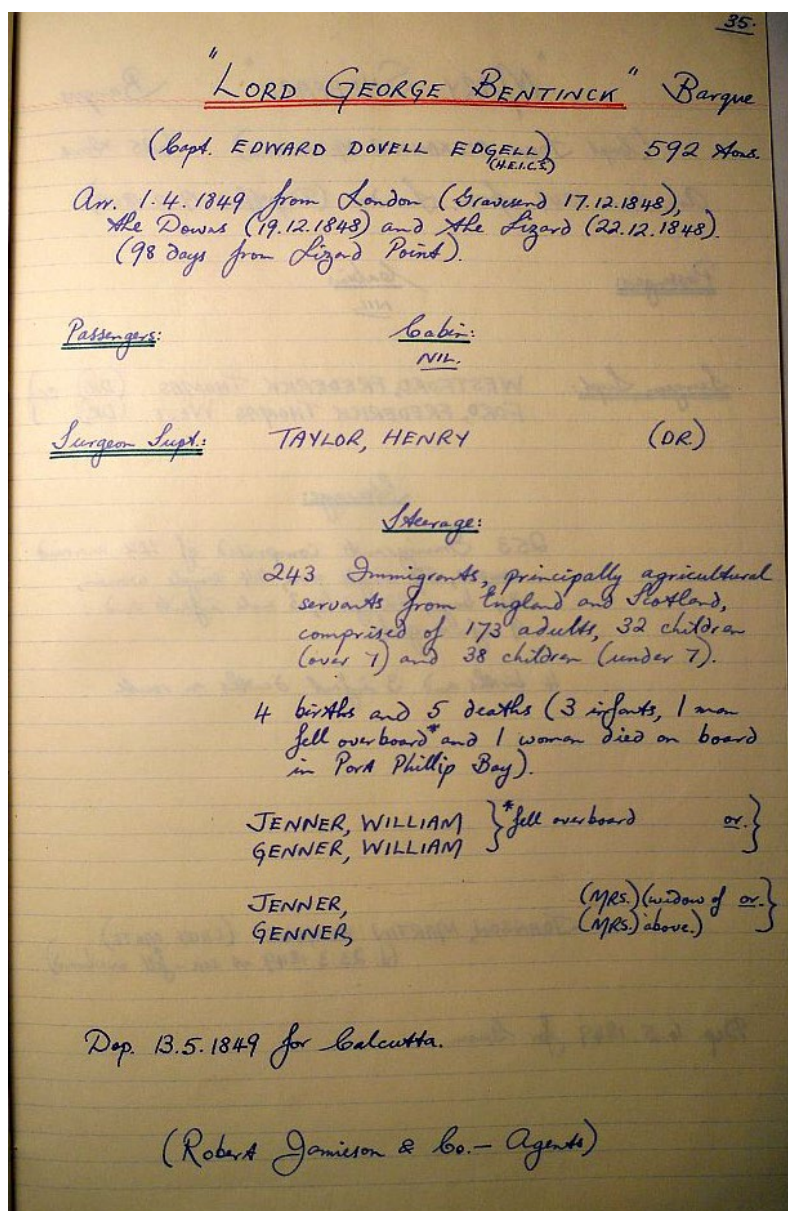 35.
"LORD GEORGE BENTINCK" Barque
(Capt. EDWARD DOVELL EDGELL) 592 tons.
(H.E.I.C.S.)
Arr. 1.4.1849 from London (Gravesend 17.12.1848),
the Downs (19.12.1848) and the Lizard (22.12.1848).
(98 days from Lizard Point).
Passengers: Cabin:
NIL.
Surgeon Supt.: TAYLOR, HENRY (DR.)
Steerage:
243 Immigrants, principally agricultural
servants from England and Scotland,
comprised of 173 adults, 32 children
(over 7) and 38 children (under 7).
4 births and 5 deaths (3 infants, 1 man
fell overboard* and 1 woman died on board
in Port Phillip Bay).
JENNER, WILLIAM } *fell overboard or. }
GENNER, WILLIAM
JENNER, (MRS.) (widow of or. }
GENNER, (MRS.) above.)
Dep. 13.5.1849 for Calcutta.
(Robert Jamieson & Co. — Agents)